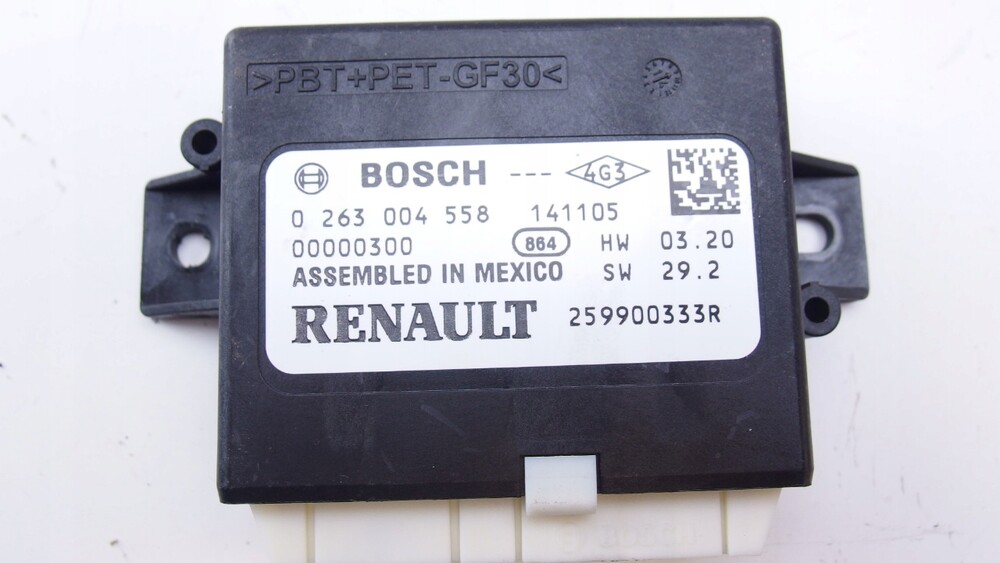 >PBT+PET-GF30<
14
BOSCH --- 4G3
0 263 004 558 141105
00000300 864 HW 03.20
ASSEMBLED IN MEXICO SW 29.2
RENAULT 259900333R